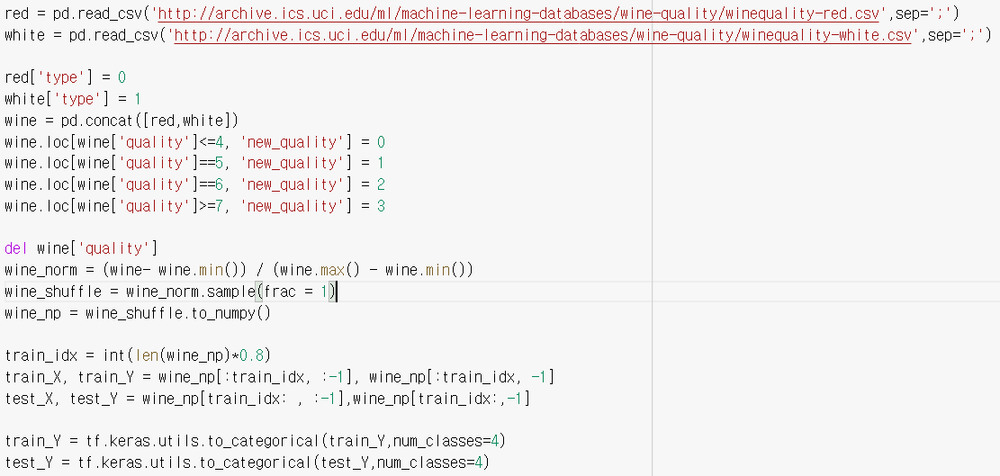 red = pd.read_csv('http://archive.ics.uci.edu/ml/machine-learning-databases/wine-quality/winequality-red.csv',sep=';')
white = pd.read_csv('http://archive.ics.uci.edu/ml/machine-learning-databases/wine-quality/winequality-white.csv',sep=';')
red['type'] = 0
white['type'] = 1
wine = pd.concat([red,white])
wine.loc[wine['quality']<=4, 'new_quality'] = 0
wine.loc[wine['quality']==5, 'new_quality'] = 1
wine.loc[wine['quality']==6, 'new_quality'] = 2
wine.loc[wine['quality']>=7, 'new_quality'] = 3
del wine['quality']
wine_norm = (wine- wine.min()) / (wine.max() - wine.min())
wine_shuffle = wine_norm.sample(frac = 1)
wine_np = wine_shuffle.to_numpy()
train_idx = int(len(wine_np)*0.8)
train_X, train_Y = wine_np[:train_idx, :-1], wine_np[:train_idx, -1]
test_X, test_Y = wine_np[train_idx: , :-1],wine_np[train_idx:,-1]
train_Y = tf.keras.utils.to_categorical(train_Y,num_classes=4)
test_Y = tf.keras.utils.to_categorical(test_Y,num_classes=4)